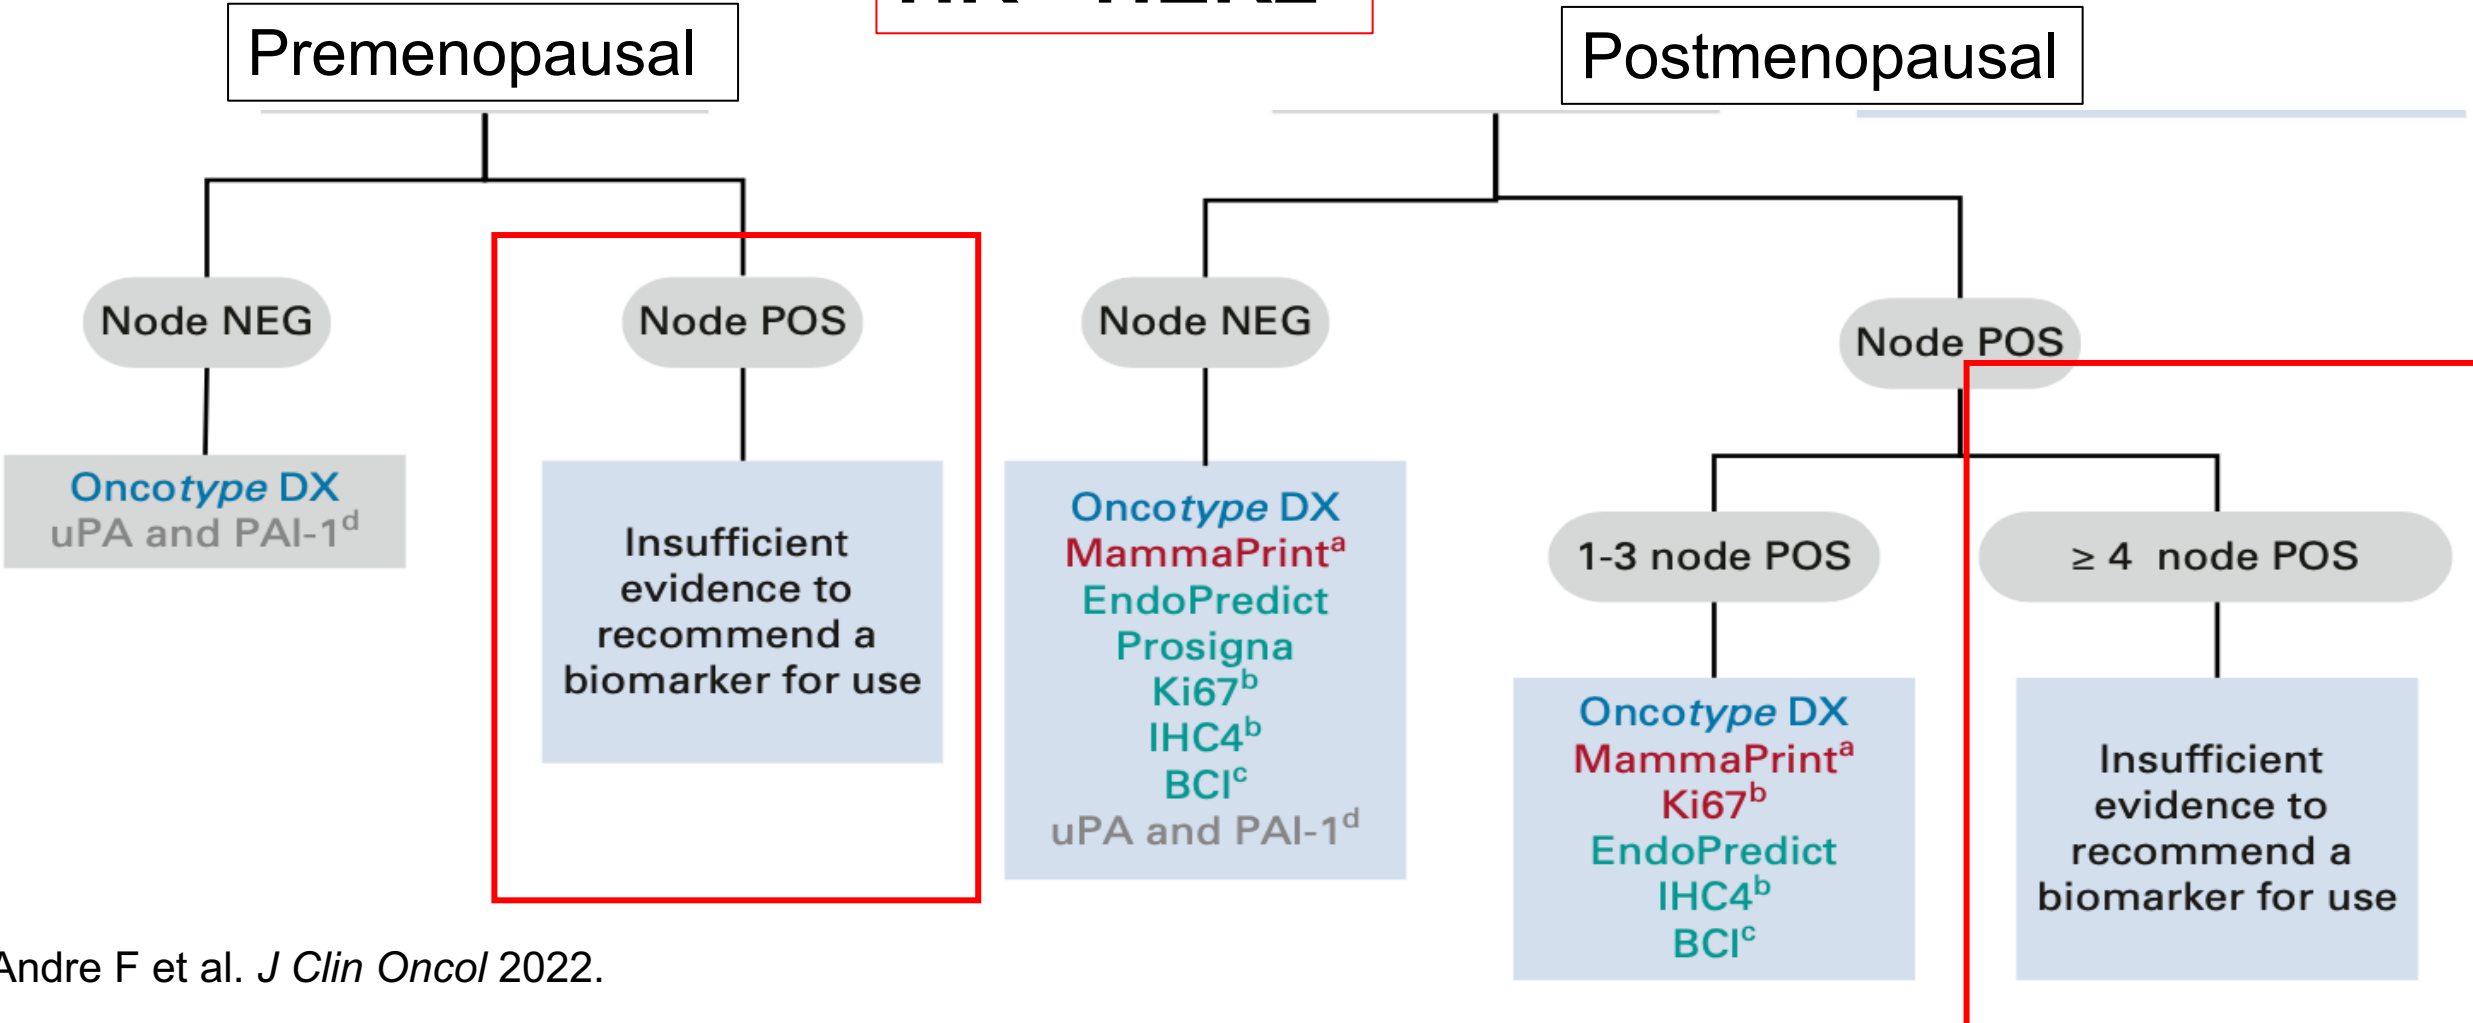 Premenopausal
Postmenopausal
Node NEG
Node POS
Node NEG
Node POS
Oncotype DX
uPA and PAI-1ᵈ
Insufficient
evidence to
recommend a
biomarker for use
Oncotype DX
MammaPrintᵃ
EndoPredict
Prosigna
Ki67ᵇ
IHC4ᵇ
BCIᶜ
uPA and PAI-1ᵈ
1-3 node POS
≥ 4 node POS
Oncotype DX
MammaPrintᵃ
Ki67ᵇ
EndoPredict
IHC4ᵇ
BCIᶜ
Insufficient
evidence to
recommend a
biomarker for use
Andre F et al. J Clin Oncol 2022.